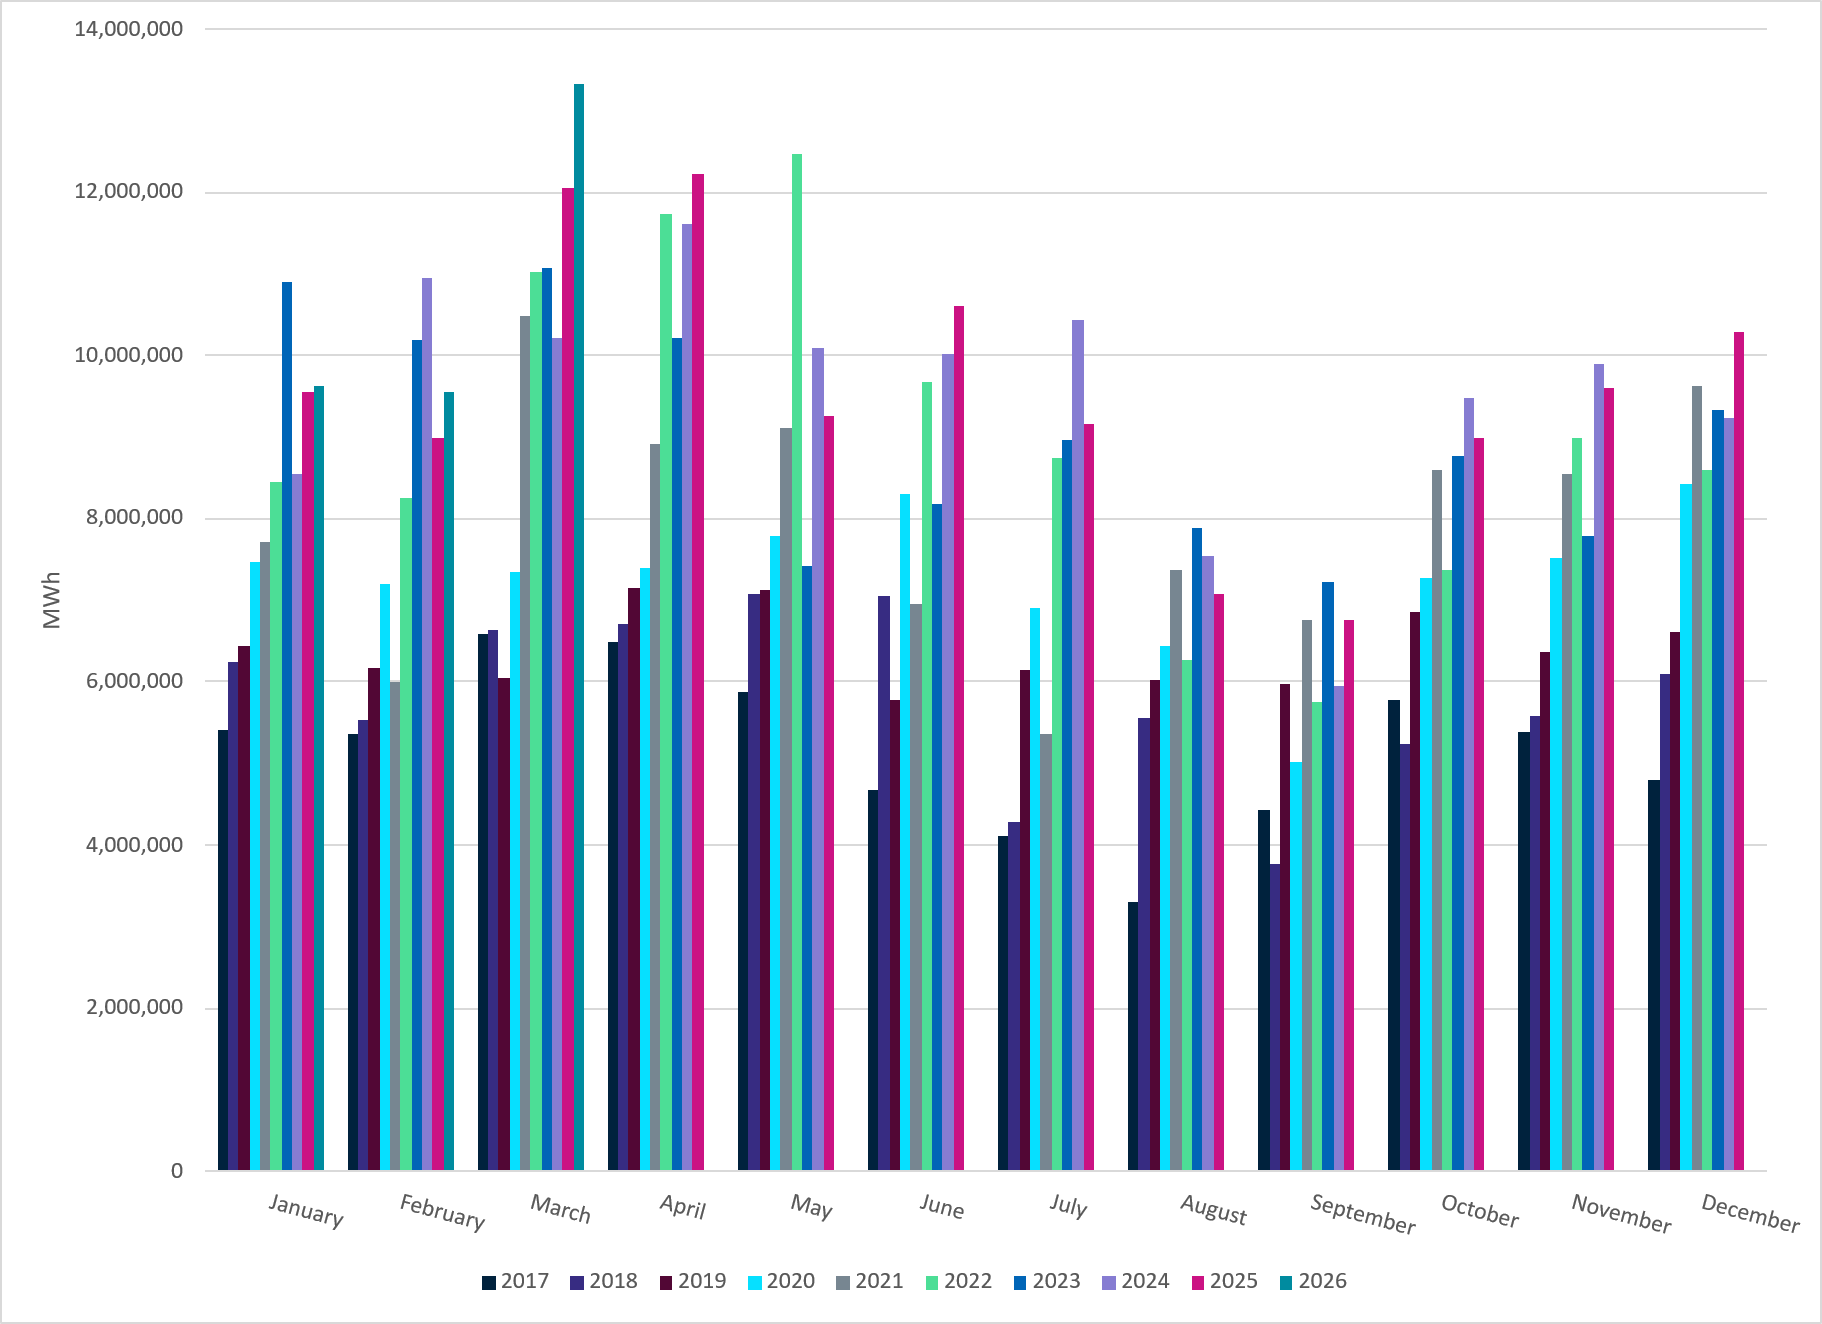 14,000,000
12,000,000
10,000,000
8,000,000
6,000,000
4,000,000
2,000,000
0
MWh
January February March April May June July August September October November December
2017 2018 2019 2020 2021 2022 2023 2024 2025 2026